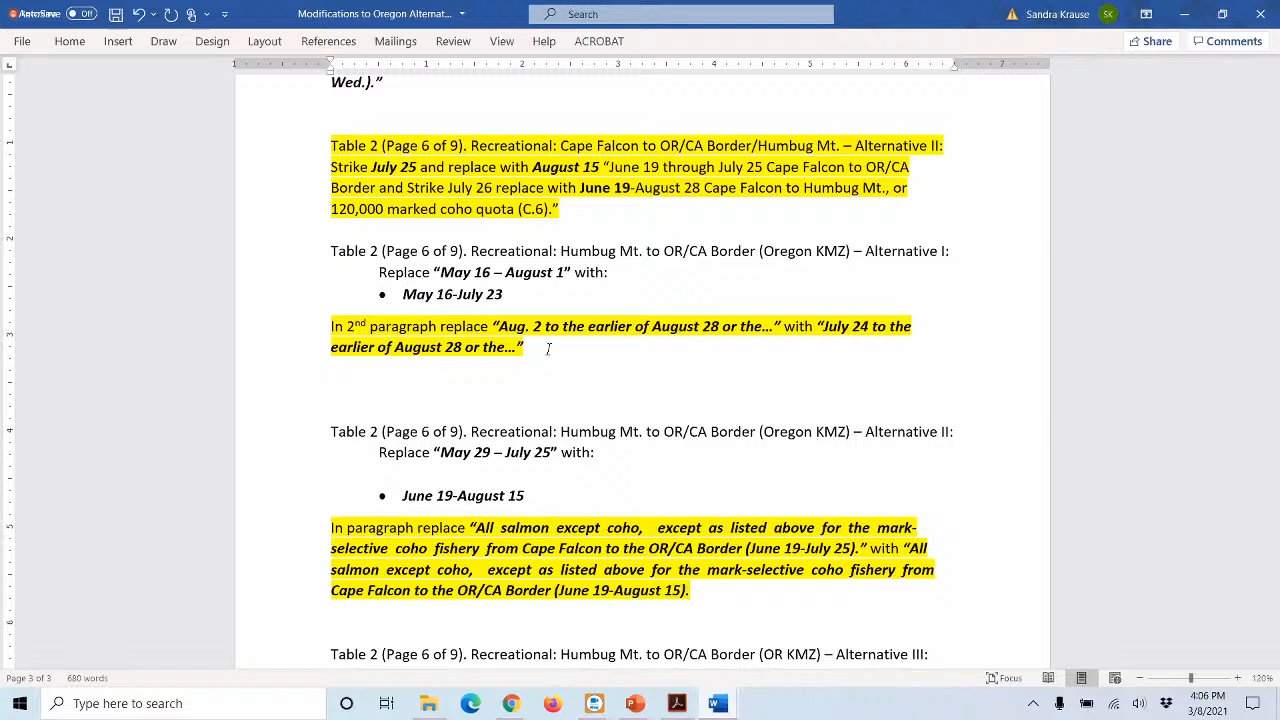 AutoSave Off Modifications to Oregon Alternat... Search Sandra Krause SK
File Home Insert Draw Design Layout References Mailings Review View Help ACROBAT Share Comments
1 1 2 3 4 5 6 7
Wed.).”
Table 2 (Page 6 of 9). Recreational: Cape Falcon to OR/CA Border/Humbug Mt. – Alternative II:
Strike July 25 and replace with August 15 “June 19 through July 25 Cape Falcon to OR/CA
Border and Strike July 26 replace with June 19-August 28 Cape Falcon to Humbug Mt., or
120,000 marked coho quota (C.6).”
Table 2 (Page 6 of 9). Recreational: Humbug Mt. to OR/CA Border (Oregon KMZ) – Alternative I:
Replace “May 16 – August 1” with:
• May 16-July 23
In 2nd paragraph replace “Aug. 2 to the earlier of August 28 or the...” with “July 24 to the
earlier of August 28 or the...”
Table 2 (Page 6 of 9). Recreational: Humbug Mt. to OR/CA Border (Oregon KMZ) – Alternative II:
Replace “May 29 – July 25” with:
• June 19-August 15
In paragraph replace “All salmon except coho, except as listed above for the mark-
selective coho fishery from Cape Falcon to the OR/CA Border (June 19-July 25).” with “All
salmon except coho, except as listed above for the mark-selective coho fishery from
Cape Falcon to the OR/CA Border (June 19-August 15).
Table 2 (Page 6 of 9). Recreational: Humbug Mt. to OR/CA Border (OR KMZ) – Alternative III:
Page 3 of 3 680 words Focus 120%
Type here to search 4:06 PM
3/8/2021